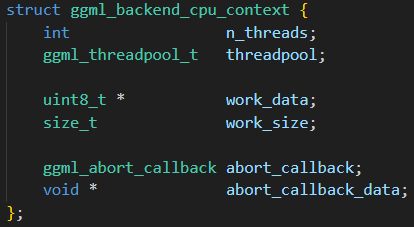 struct ggml_backend_cpu_context {
    int                 n_threads;
    ggml_threadpool_t   threadpool;

    uint8_t *           work_data;
    size_t              work_size;

    ggml_abort_callback abort_callback;
    void *              abort_callback_data;
};